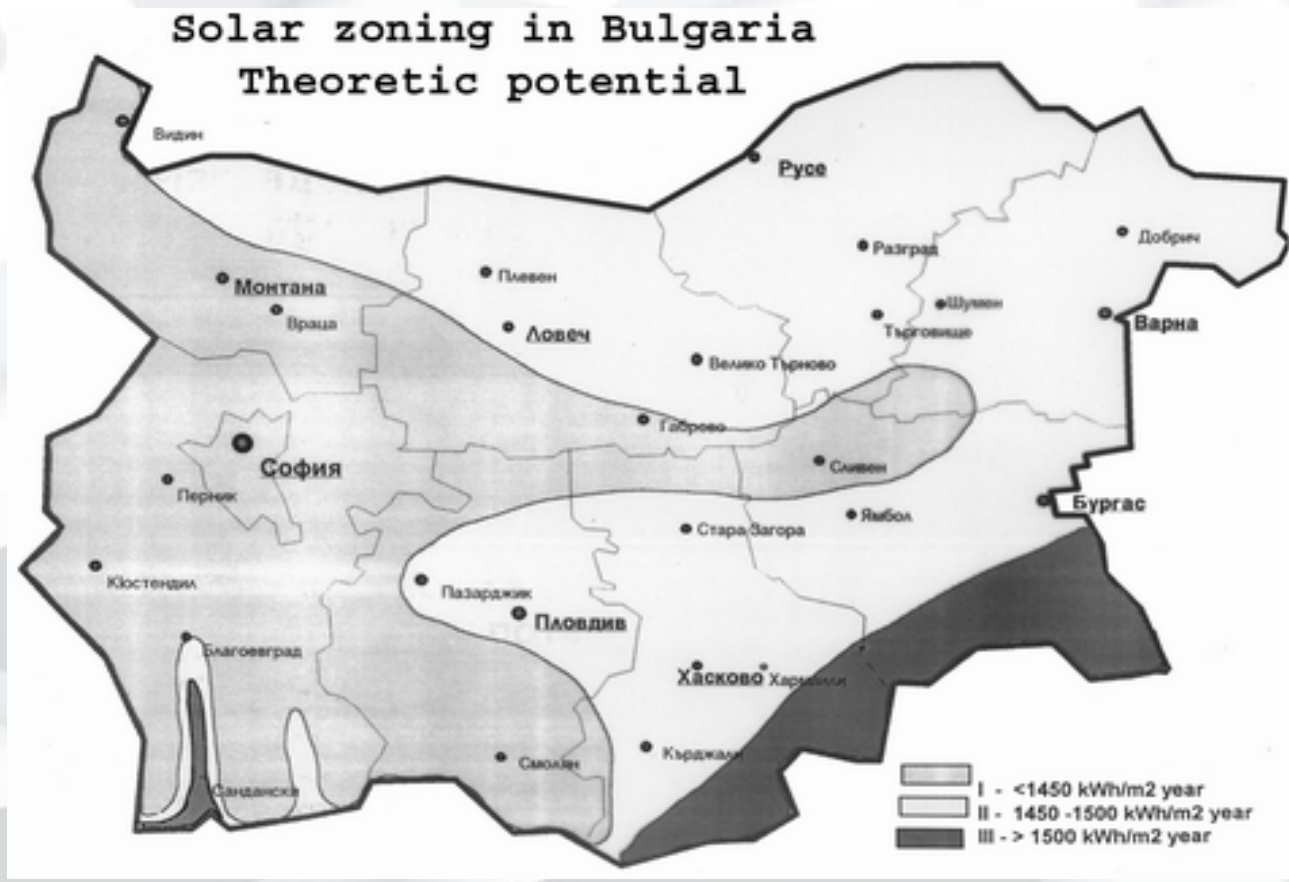 Solar zoning in Bulgaria
Theoretic potential
Видин
Русе
Добрич
Разград
Плевен
Монтана
Шумен
Враца
Варна
Търговище
Ловеч
Велико Търново
Габрово
София
Сливен
Перник
Бургас
Ямбол
Стара Загора
Кюстендил
Пазарджик
Пловдив
Благоевград
Хасково
Харманли
Кърджали
Смолян
Сандански
I - <1450 kWh/m2 year
II - 1450 -1500 kWh/m2 year
III - > 1500 kWh/m2 year